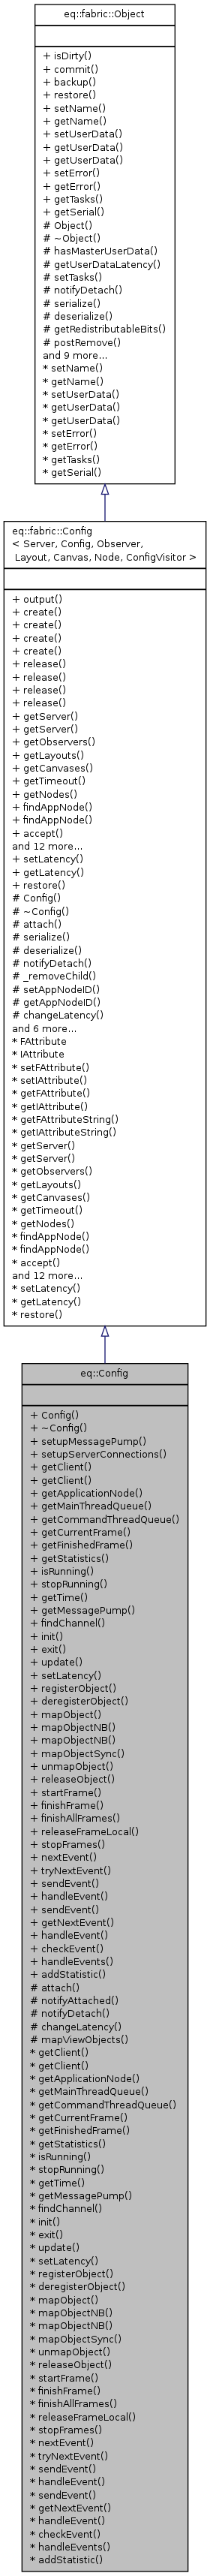 eq::fabric::Object
+ isDirty()
+ commit()
+ backup()
+ restore()
+ setName()
+ getName()
+ setUserData()
+ getUserData()
+ getUserData()
+ setError()
+ getError()
+ getTasks()
+ getSerial()
# Object()
# ~Object()
# hasMasterUserData()
# getUserDataLatency()
# setTasks()
# notifyDetach()
# serialize()
# deserialize()
# getRedistributableBits()
# postRemove()
and 9 more...
* setName()
* getName()
* setUserData()
* getUserData()
* getUserData()
* setError()
* getError()
* getTasks()
* getSerial()
eq::fabric::Config
< Server, Config, Observer,
Layout, Canvas, Node, ConfigVisitor >
+ output()
+ create()
+ create()
+ create()
+ create()
+ release()
+ release()
+ release()
+ release()
+ getServer()
+ getServer()
+ getObservers()
+ getLayouts()
+ getCanvases()
+ getTimeout()
+ getNodes()
+ findAppNode()
+ findAppNode()
+ accept()
and 12 more...
+ setLatency()
+ getLatency()
+ restore()
# Config()
# ~Config()
# attach()
# serialize()
# deserialize()
# notifyDetach()
# _removeChild()
# setAppNodeID()
# getAppNodeID()
# changeLatency()
and 6 more...
* FAttribute
* IAttribute
* setFAttribute()
* setIAttribute()
* getFAttribute()
* getIAttribute()
* getFAttributeString()
* getIAttributeString()
* getServer()
* getServer()
* getObservers()
* getLayouts()
* getCanvases()
* getTimeout()
* getNodes()
* findAppNode()
* findAppNode()
* accept()
and 12 more...
* setLatency()
* getLatency()
* restore()
eq::Config
+ Config()
+ ~Config()
+ setupMessagePump()
+ setupServerConnections()
+ getClient()
+ getClient()
+ getApplicationNode()
+ getMainThreadQueue()
+ getCommandThreadQueue()
+ getCurrentFrame()
+ getFinishedFrame()
+ getStatistics()
+ isRunning()
+ stopRunning()
+ getTime()
+ getMessagePump()
+ findChannel()
+ init()
+ exit()
+ update()
+ setLatency()
+ registerObject()
+ deregisterObject()
+ mapObject()
+ mapObjectNB()
+ mapObjectNB()
+ mapObjectSync()
+ unmapObject()
+ releaseObject()
+ startFrame()
+ finishFrame()
+ finishAllFrames()
+ releaseFrameLocal()
+ stopFrames()
+ nextEvent()
+ tryNextEvent()
+ sendEvent()
+ handleEvent()
+ sendEvent()
+ getNextEvent()
+ handleEvent()
+ checkEvent()
+ handleEvents()
+ addStatistic()
# attach()
# notifyAttached()
# notifyDetach()
# changeLatency()
# mapViewObjects()
* getClient()
* getClient()
* getApplicationNode()
* getMainThreadQueue()
* getCommandThreadQueue()
* getCurrentFrame()
* getFinishedFrame()
* getStatistics()
* isRunning()
* stopRunning()
* getTime()
* getMessagePump()
* findChannel()
* init()
* exit()
* update()
* setLatency()
* registerObject()
* deregisterObject()
* mapObject()
* mapObjectNB()
* mapObjectNB()
* mapObjectSync()
* unmapObject()
* releaseObject()
* startFrame()
* finishFrame()
* finishAllFrames()
* releaseFrameLocal()
* stopFrames()
* nextEvent()
* tryNextEvent()
* sendEvent()
* handleEvent()
* sendEvent()
* getNextEvent()
* handleEvent()
* checkEvent()
* handleEvents()
* addStatistic()